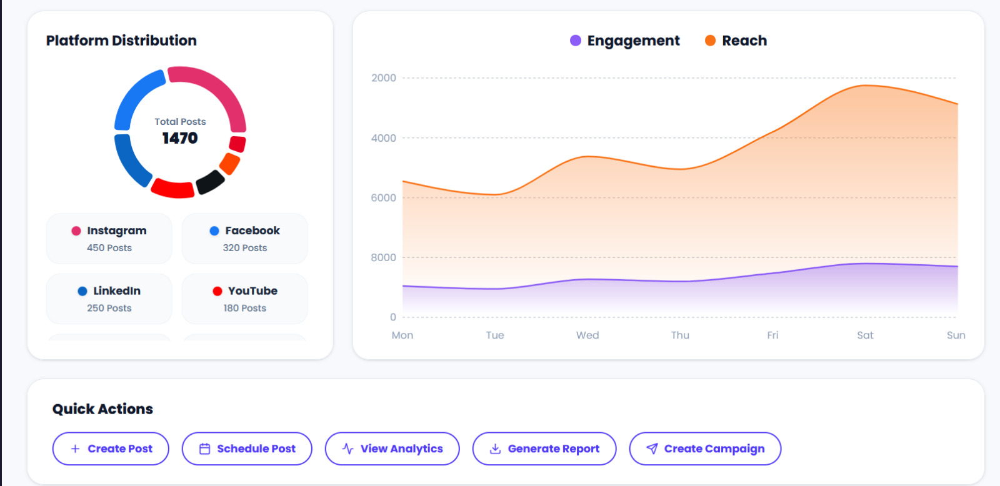 Platform Distribution
Total Posts
1470
Instagram
450 Posts
Facebook
320 Posts
LinkedIn
250 Posts
YouTube
180 Posts
Engagement
Reach
2000
4000
6000
8000
0
Mon Tue Wed Thu Fri Sat Sun
Quick Actions
Create Post
Schedule Post
View Analytics
Generate Report
Create Campaign